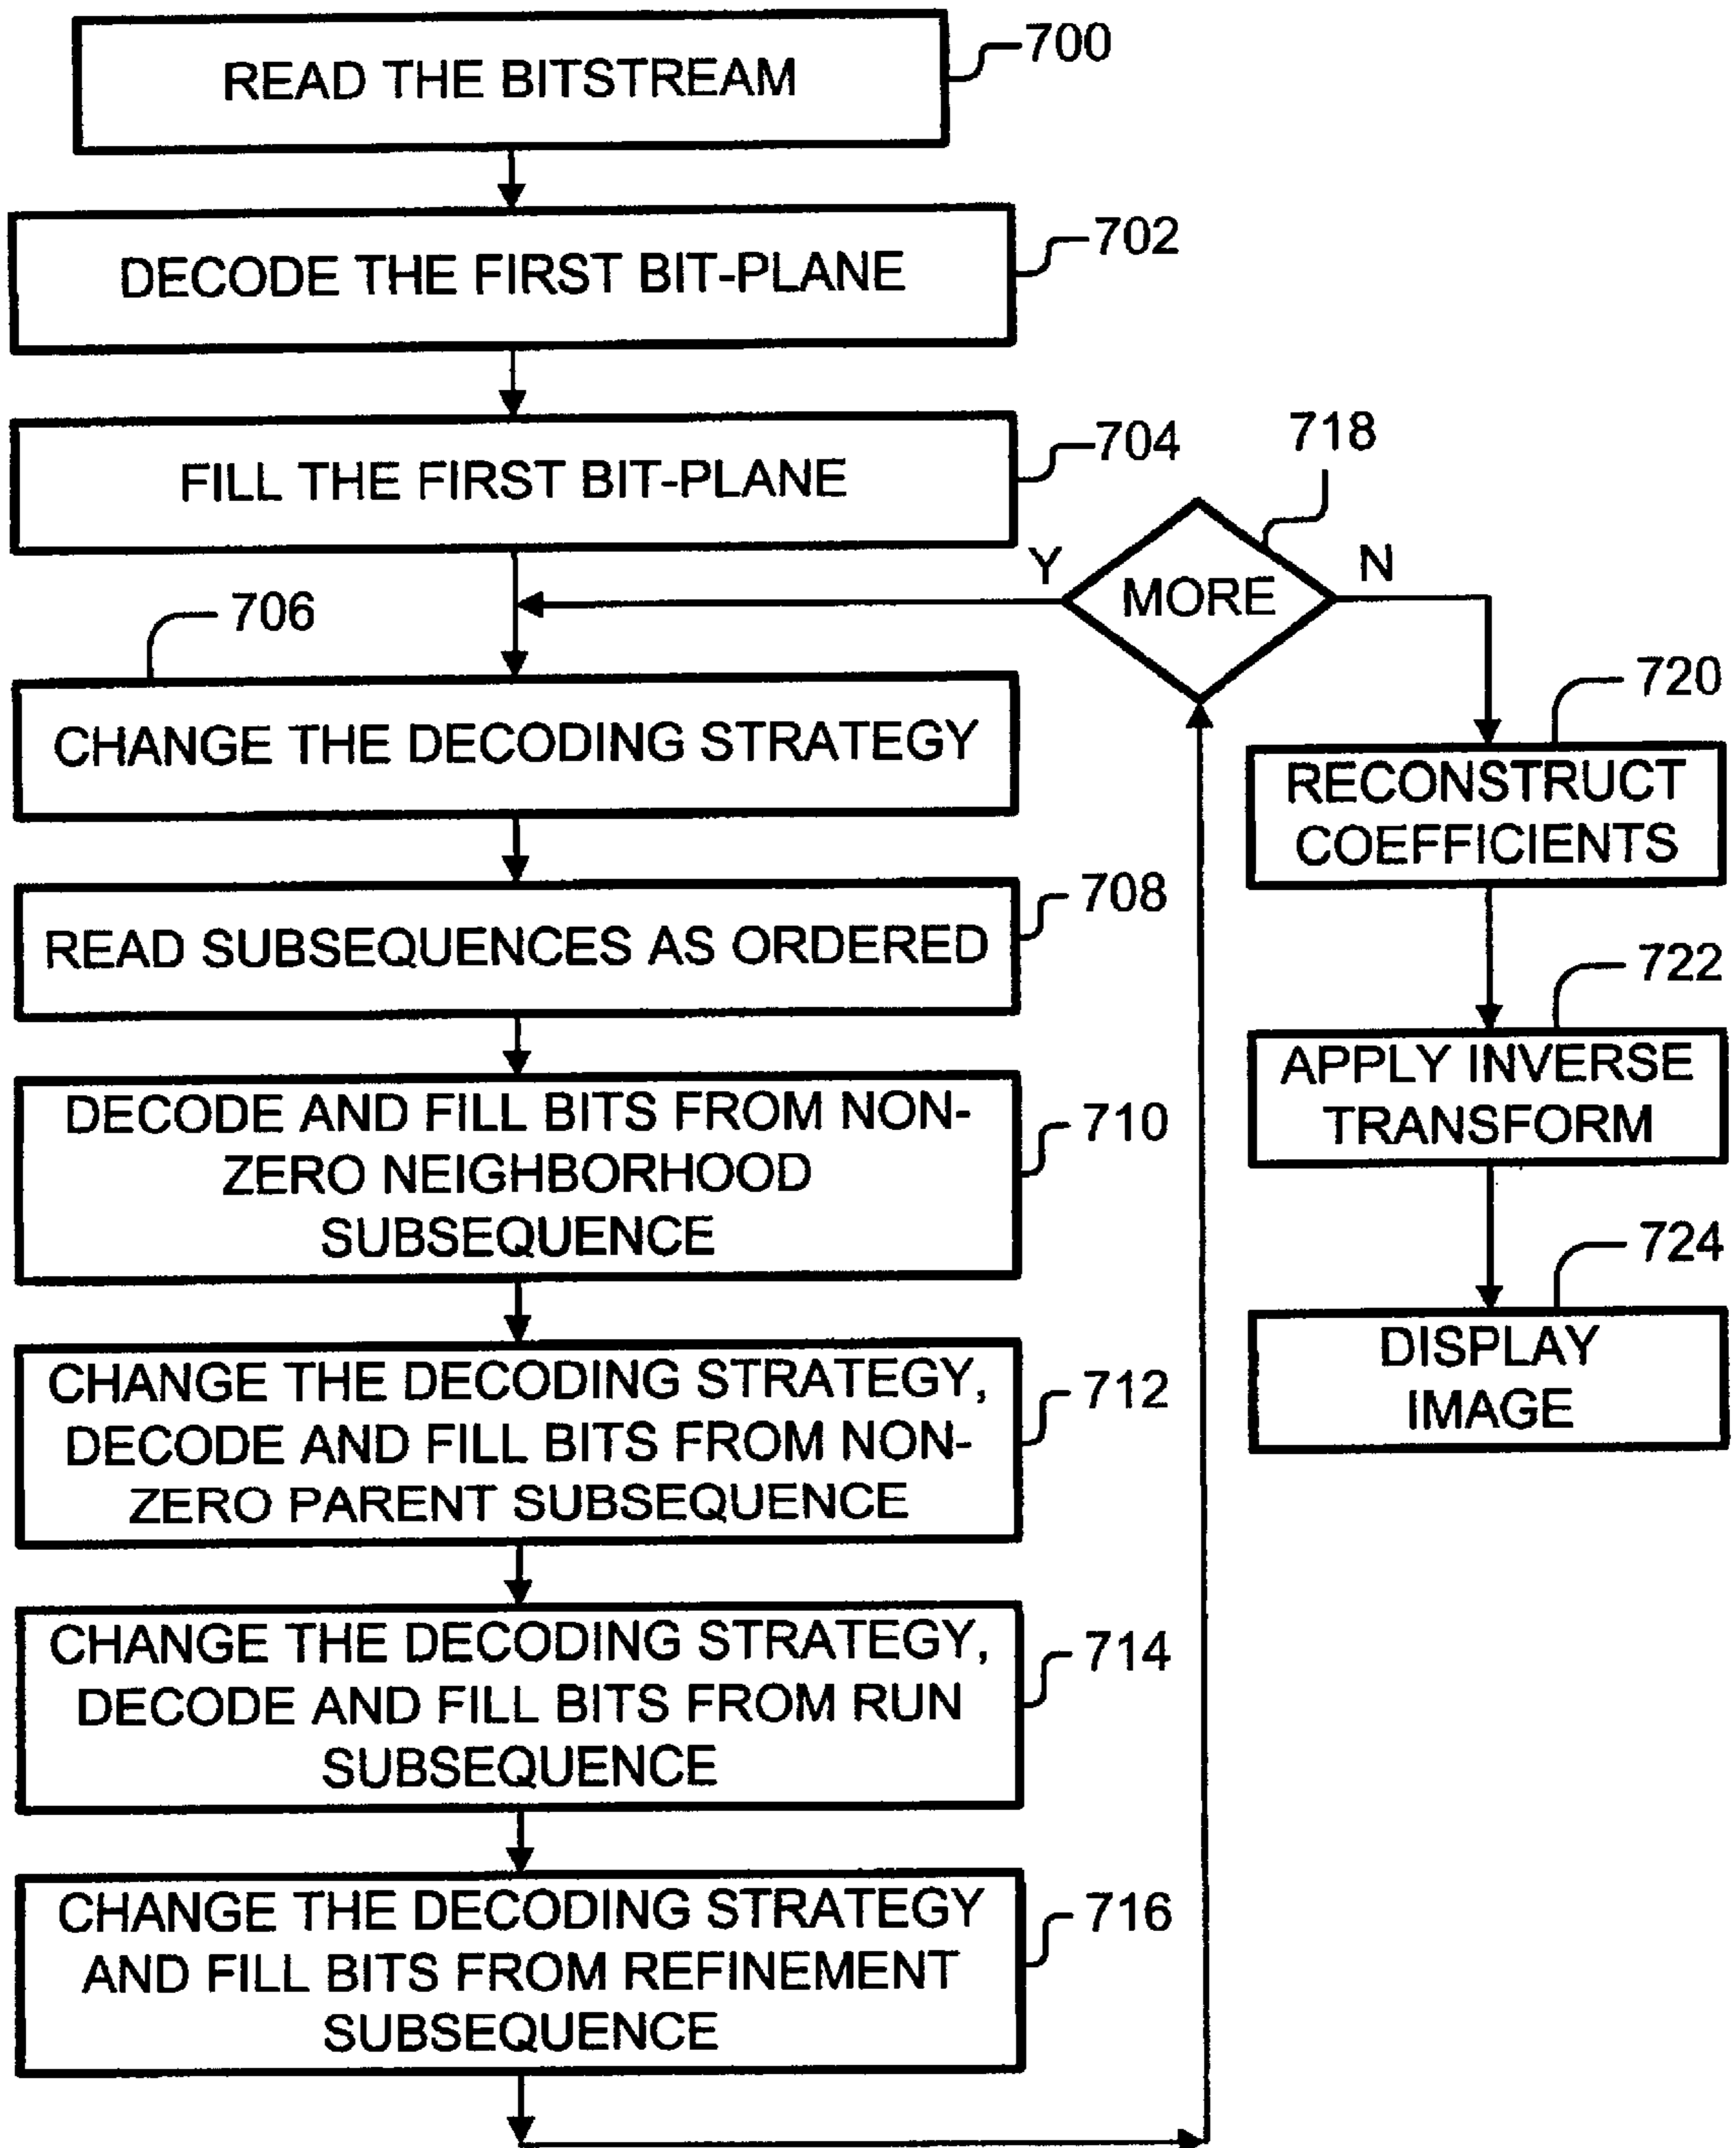 READ THE BITSTREAM
700
DECODE THE FIRST BIT-PLANE
702
FILL THE FIRST BIT-PLANE
704
718
Y
MORE
N
706
CHANGE THE DECODING STRATEGY
720
RECONSTRUCT
COEFFICIENTS
READ SUBSEQUENCES AS ORDERED
708
722
APPLY INVERSE
TRANSFORM
DECODE AND FILL BITS FROM NON-
ZERO NEIGHBORHOOD
SUBSEQUENCE
710
724
DISPLAY
IMAGE
CHANGE THE DECODING STRATEGY,
DECODE AND FILL BITS FROM NON-
ZERO PARENT SUBSEQUENCE
712
CHANGE THE DECODING STRATEGY,
DECODE AND FILL BITS FROM RUN
SUBSEQUENCE
714
CHANGE THE DECODING STRATEGY
AND FILL BITS FROM REFINEMENT
SUBSEQUENCE
716